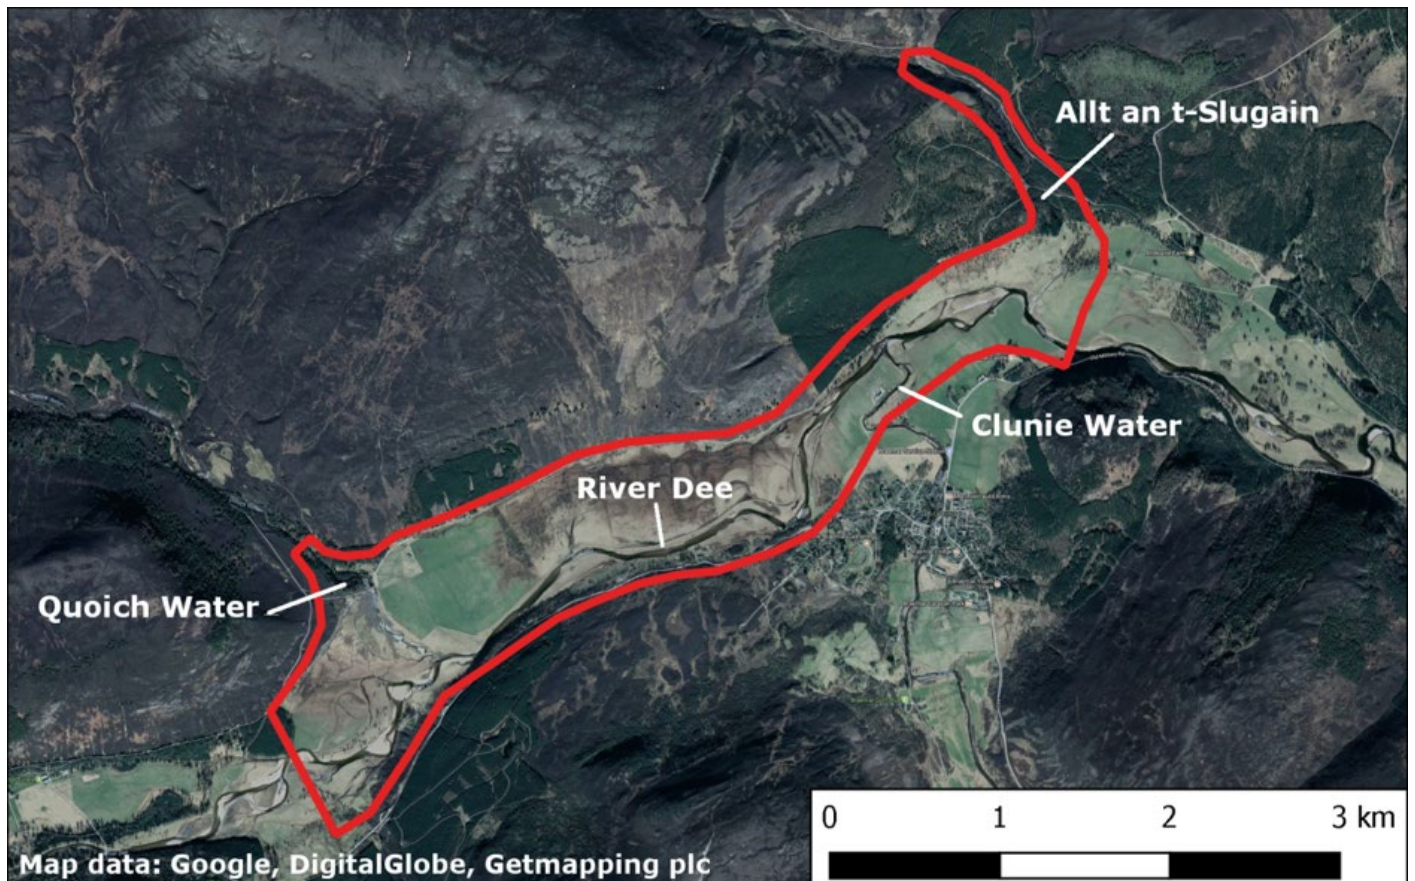 Allt an t-Slugain
Clunie Water
River Dee
Quoich Water
0 1 2 3 km
Map data: Google, DigitalGlobe, Getmapping plc